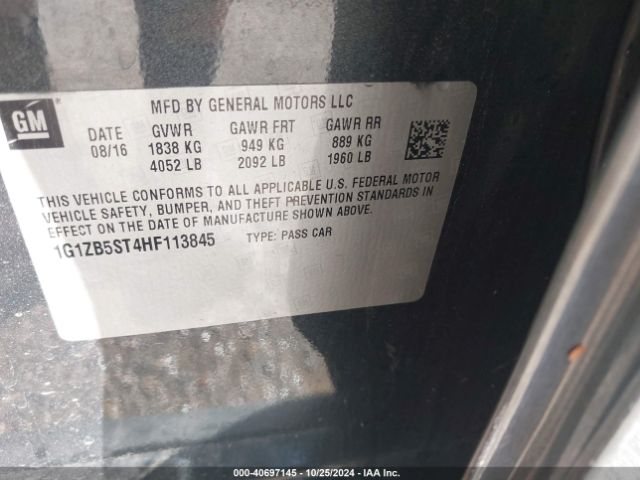 GM
MFD BY GENERAL MOTORS LLC
DATE GVWR GAWR FRT GAWR RR
08/16 1838 KG 949 KG 889 KG
4052 LB 2092 LB 1960 LB
THIS VEHICLE CONFORMS TO ALL APPLICABLE U.S. FEDERAL MOTOR
VEHICLE SAFETY, BUMPER, AND THEFT PREVENTION STANDARDS IN
EFFECT ON THE DATE OF MANUFACTURE SHOWN ABOVE.
1G1ZB5ST4HF113845 TYPE: PASS CAR
000-40697145 - 10/25/2024 - IAA Inc.